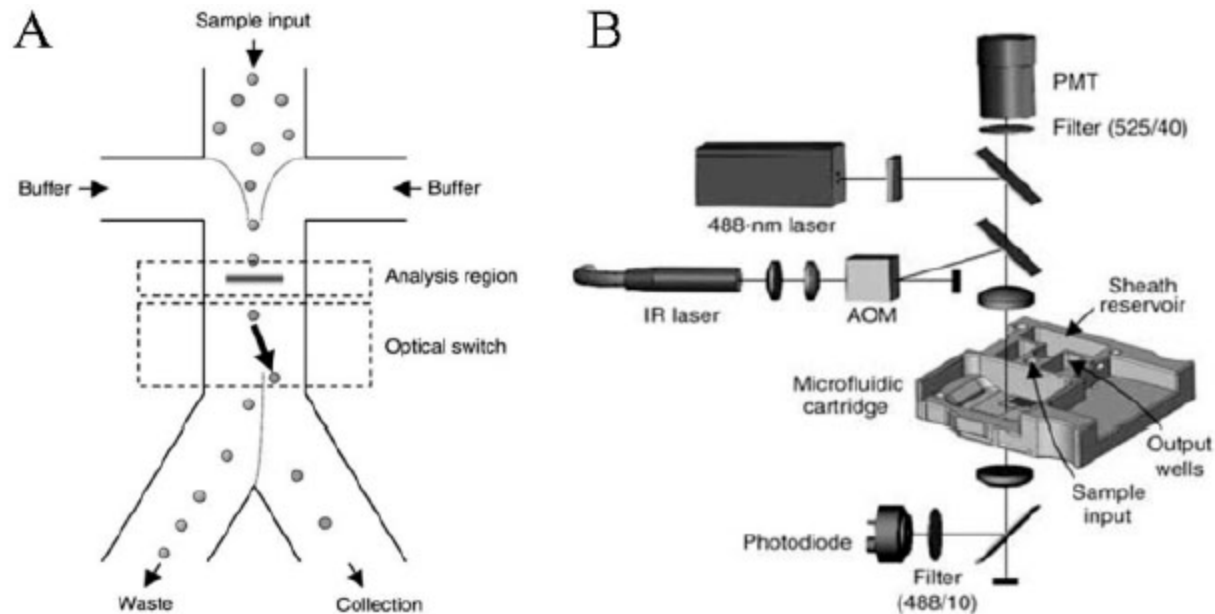 A
Sample input
Buffer
Buffer
Analysis region
Optical switch
Waste
Collection
B
PMT
Filter (525/40)
488-nm laser
IR laser
AOM
Sheath
reservoir
Microfluidic
cartridge
Output
wells
Sample
input
Photodiode
Filter
(488/10)